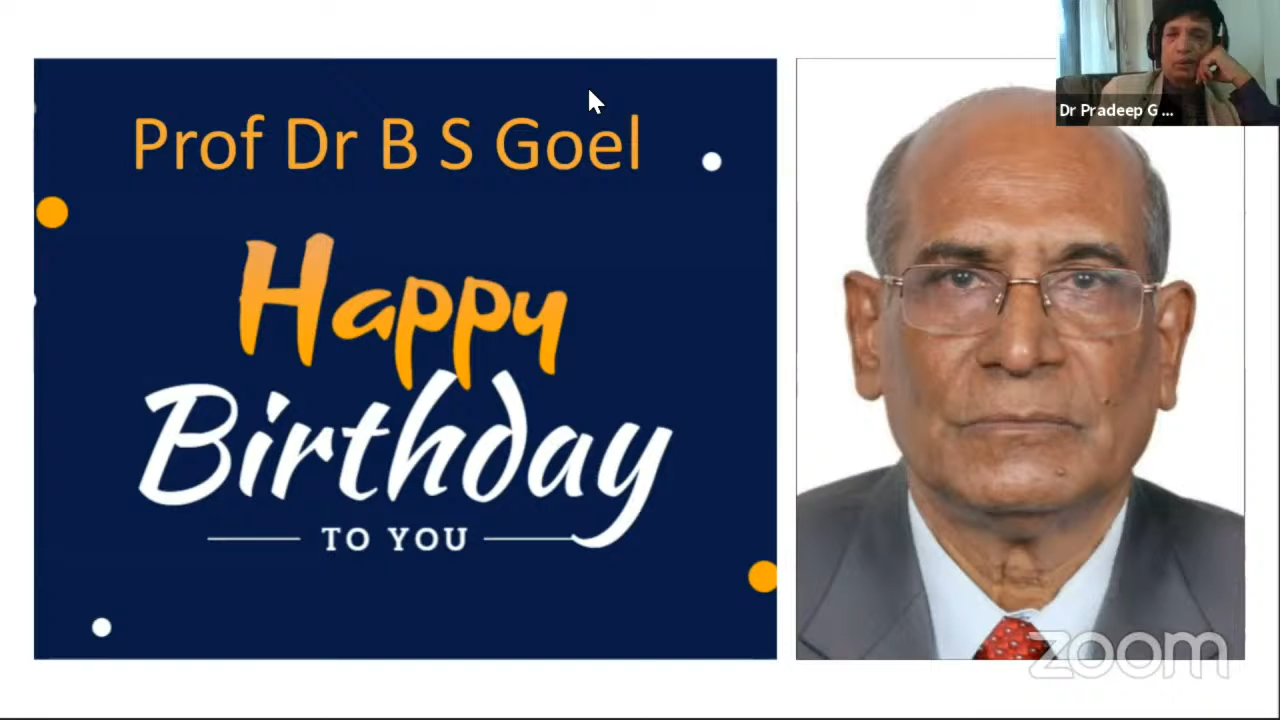 Prof Dr B S Goel
Happy
Birthday
TO YOU
Dr Pradeep G ...
zoom